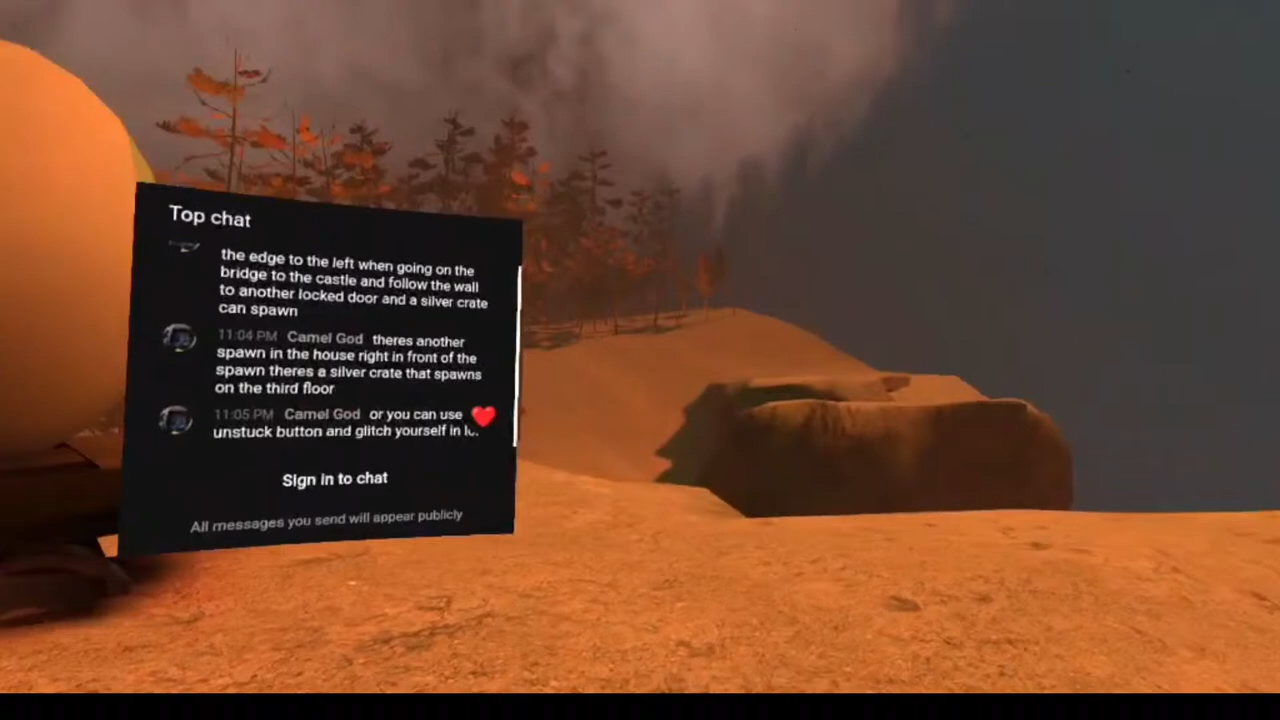 Top chat
the edge to the left when going on the
bridge to the castle and follow the wall
to another locked door and a silver crate
can spawn
11:04 PM Camel God theres another
spawn in the house right in front of the
spawn theres a silver crate that spawns
on the third floor
11:05 PM Camel God or you can use
unstuck button and glitch yourself in
Sign in to chat
All messages you send will appear publicly